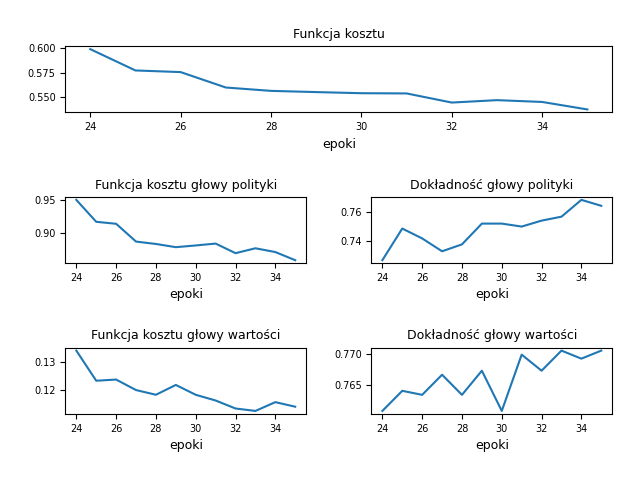 Funkcja kosztu
0.600
0.575
0.550
24 26 28 30 32 34
epoki
Funkcja kosztu głowy polityki
0.95
0.90
24 26 28 30 32 34
epoki
Dokładność głowy polityki
0.76
0.74
24 26 28 30 32 34
epoki
Funkcja kosztu głowy wartości
0.13
0.12
24 26 28 30 32 34
epoki
Dokładność głowy wartości
0.770
0.765
24 26 28 30 32 34
epoki